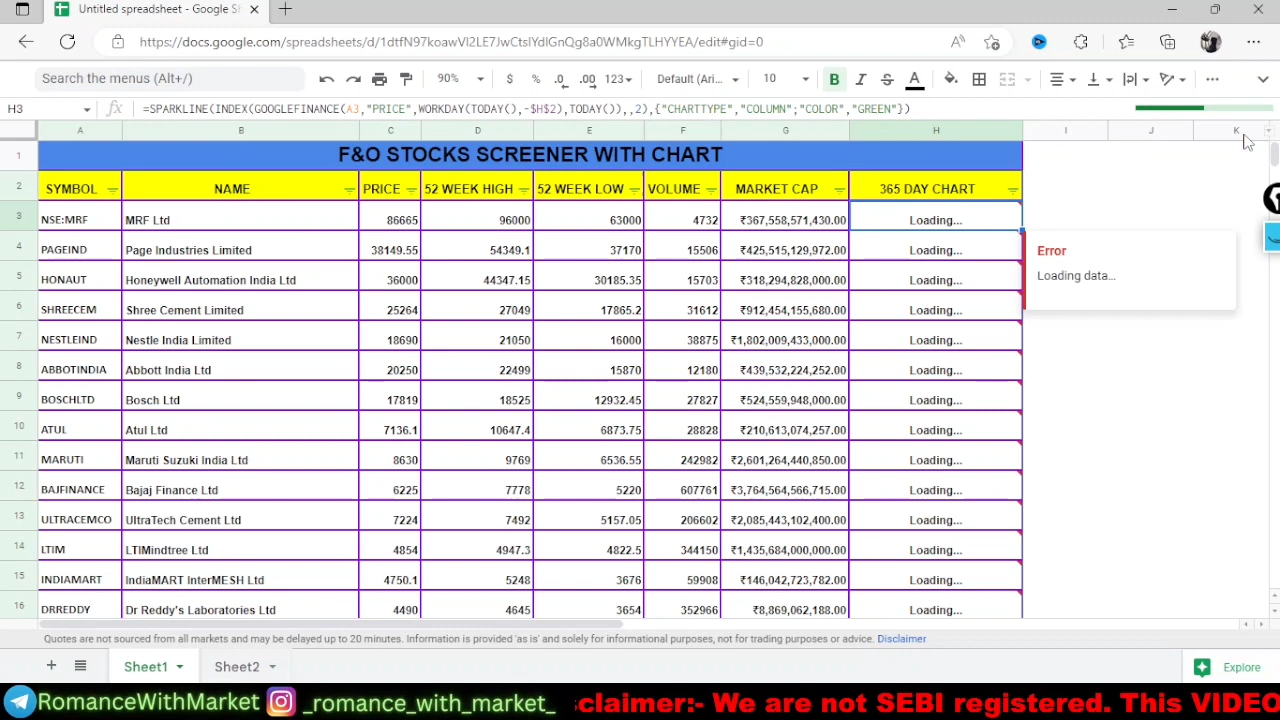 Untitled spreadsheet - Google Sh
https://docs.google.com/spreadsheets/d/1dtfN97koawVI2LE7JwCtslYdlGnQg8a0WMkgTLHYYEA/edit#gid=0
Search the menus (Alt+/) 90% $ % .0 .00 123 Default (Ari... 10 B I S A
H3 fx =SPARKLINE(INDEX(GOOGLEFINANCE(A3,"PRICE",WORKDAY(TODAY(),-$H$2),TODAY()),,2),{"CHARTTYPE","COLUMN";"COLOR","GREEN"})
A B C D E F G H I J K
1 F&O STOCKS SCREENER WITH CHART
2 SYMBOL NAME PRICE 52 WEEK HIGH 52 WEEK LOW VOLUME MARKET CAP 365 DAY CHART
3 NSE:MRF MRF Ltd 86665 96000 63000 4732 ₹367,558,571,430.00 Loading...
4 PAGEIND Page Industries Limited 38149.55 54349.1 37170 15506 ₹425,515,129,972.00 Loading...
Error
Loading data...
5 HONAUT Honeywell Automation India Ltd 36000 44347.15 30185.35 15703 ₹318,294,828,000.00 Loading...
6 SHREECEM Shree Cement Limited 25264 27049 17865.2 31612 ₹912,454,155,680.00 Loading...
7 NESTLEIND Nestle India Limited 18690 21050 16000 38875 ₹1,802,009,433,000.00 Loading...
8 ABBOTINDIA Abbott India Ltd 20250 22499 15870 12180 ₹439,532,224,252.00 Loading...
9 BOSCHLTD Bosch Ltd 17819 18525 12932.45 27827 ₹524,559,948,000.00 Loading...
10 ATUL Atul Ltd 7136.1 10647.4 6873.75 28828 ₹210,613,074,257.00 Loading...
11 MARUTI Maruti Suzuki India Ltd 8630 9769 6536.55 242982 ₹2,601,264,440,850.00 Loading...
12 BAJFINANCE Bajaj Finance Ltd 6225 7778 5220 607761 ₹3,764,564,566,715.00 Loading...
13 ULTRACEMCO UltraTech Cement Ltd 7224 7492 5157.05 206602 ₹2,085,443,102,400.00 Loading...
14 LTIM LTIMindtree Ltd 4854 4947.3 4822.5 344150 ₹1,435,684,000,000.00 Loading...
15 INDIAMART IndiaMART InterMESH Ltd 4750.1 5248 3676 59908 ₹146,042,723,782.00 Loading...
16 DRREDDY Dr Reddy's Laboratories Ltd 4490 4645 3654 352966 ₹8,869,062,188.00 Loading...
Quotes are not sourced from all markets and may be delayed up to 20 minutes. Information is provided 'as is' and solely for informational purposes, not for trading purposes or advice. Disclaimer
Sheet1 Sheet2 Explore
RomanceWithMarket _romance_with_market_ sclaimer:- We are not SEBI registered. This VIDEO